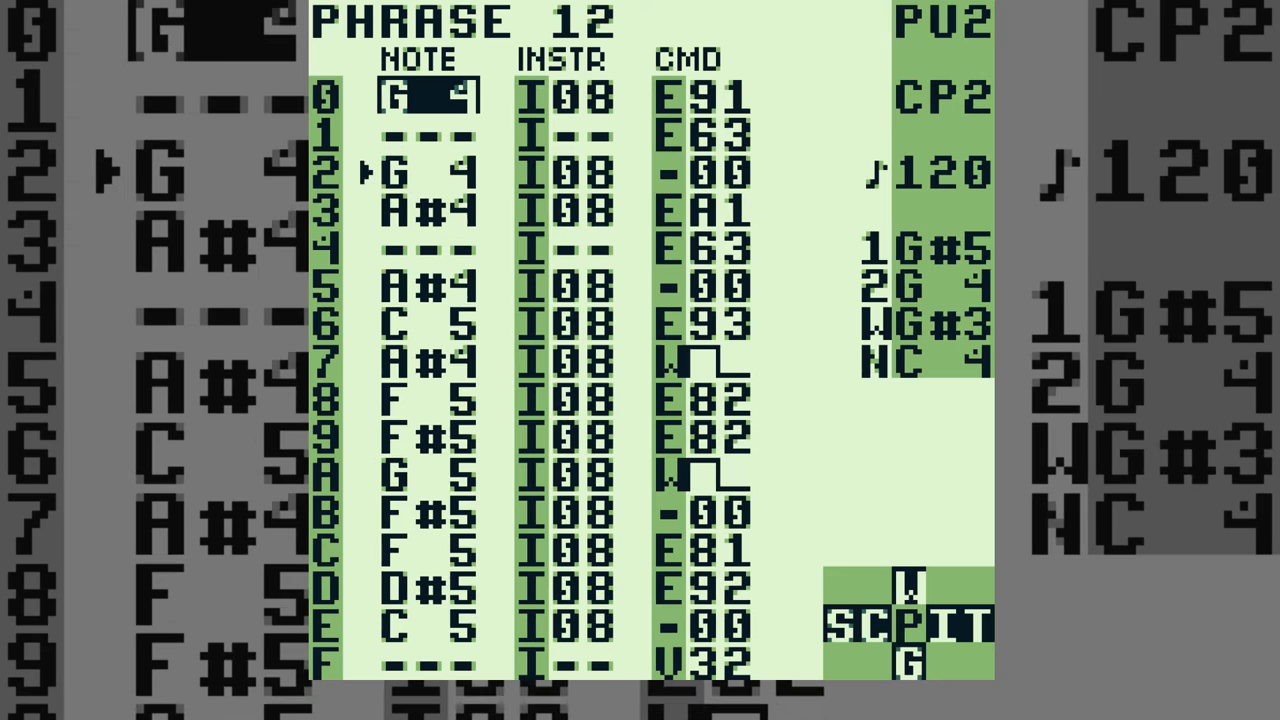 PHRASE 12 PU2
NOTE INSTR CMD
0 G 4 I08 E91 CP2
1 --- I-- E63
2 G 4 I08 -00 ♪120
3 A#4 I08 EA1
4 --- I-- E63 1G#5
5 A#4 I08 -00 2G 4
6 C 5 I08 E93 WG#3
7 A#4 I08 W NC 4
8 F 5 I08 E82
9 F#5 I08 E82
A G 5 I08 W
B F#5 I08 -00
C F 5 I08 E81
D D#5 I08 E92 W
E C 5 I08 -00 SCPIT
F --- I-- V32 G